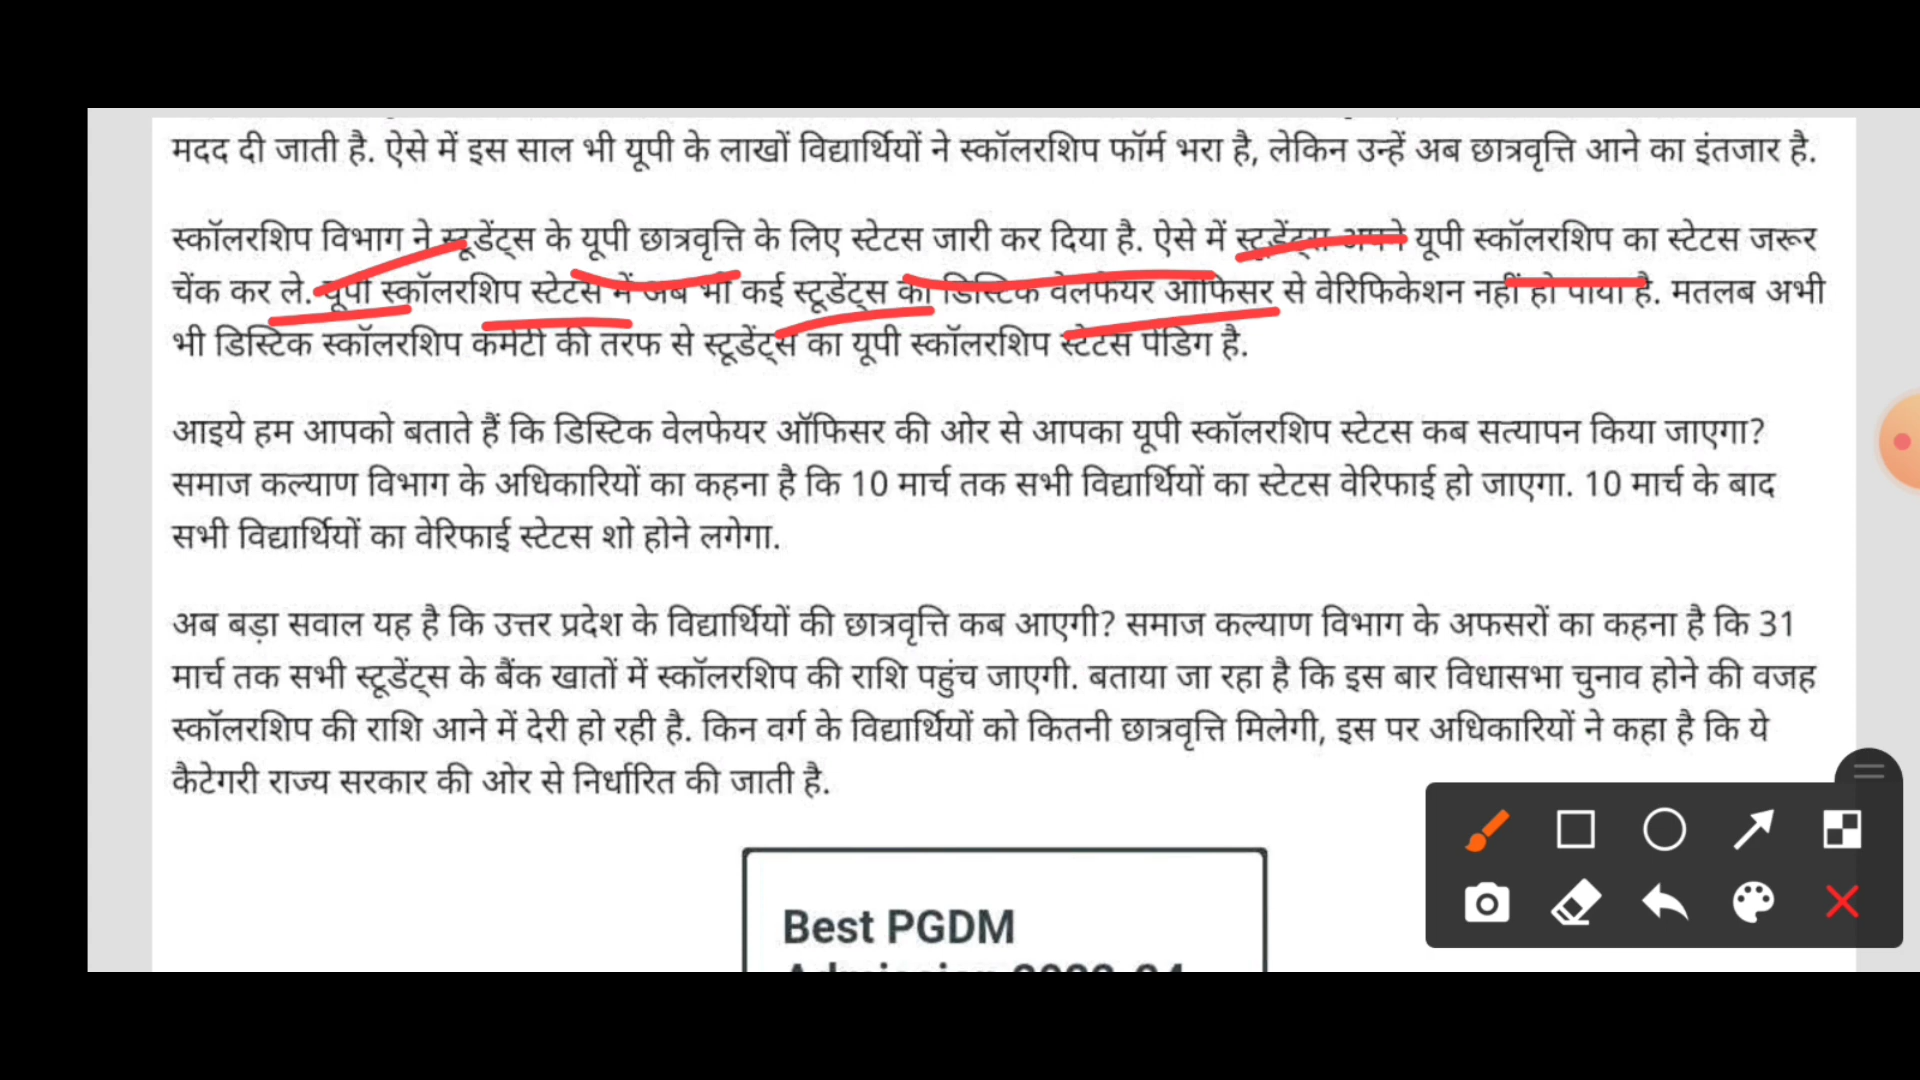 मदद दी जाती है. ऐसे में इस साल भी यूपी के लाखों विद्यार्थियों ने स्कॉलरशिप फॉर्म भरा है, लेकिन उन्हें अब छात्रवृत्ति आने का इंतजार है.
स्कॉलरशिप विभाग ने स्टूडेंट्स के यूपी छात्रवृत्ति के लिए स्टेटस जारी कर दिया है. ऐसे में स्टूडेंट्स अपने यूपी स्कॉलरशिप का स्टेटस जरूर
चेंक कर ले. यूपी स्कॉलरशिप स्टेटस में अब भी कई स्टूडेंट्स का डिस्टिक वेलफेयर ऑफिसर से वेरिफिकेशन नहीं हो पाया है. मतलब अभी
भी डिस्टिक स्कॉलरशिप कमेटी की तरफ से स्टूडेंट्स का यूपी स्कॉलरशिप स्टेटस पेंडिंग है.
आइये हम आपको बताते हैं कि डिस्टिक वेलफेयर ऑफिसर की ओर से आपका यूपी स्कॉलरशिप स्टेटस कब सत्यापन किया जाएगा?
समाज कल्याण विभाग के अधिकारियों का कहना है कि 10 मार्च तक सभी विद्यार्थियों का स्टेटस वेरिफाई हो जाएगा. 10 मार्च के बाद
सभी विद्यार्थियों का वेरिफाई स्टेटस शो होने लगेगा.
अब बड़ा सवाल यह है कि उत्तर प्रदेश के विद्यार्थियों की छात्रवृत्ति कब आएगी? समाज कल्याण विभाग के अफसरों का कहना है कि 31
मार्च तक सभी स्टूडेंट्स के बैंक खातों में स्कॉलरशिप की राशि पहुंच जाएगी. बताया जा रहा है कि इस बार विधासभा चुनाव होने की वजह
स्कॉलरशिप की राशि आने में देरी हो रही है. किन वर्ग के विद्यार्थियों को कितनी छात्रवृत्ति मिलेगी, इस पर अधिकारियों ने कहा है कि ये
कैटेगरी राज्य सरकार की ओर से निर्धारित की जाती है.
Best PGDM